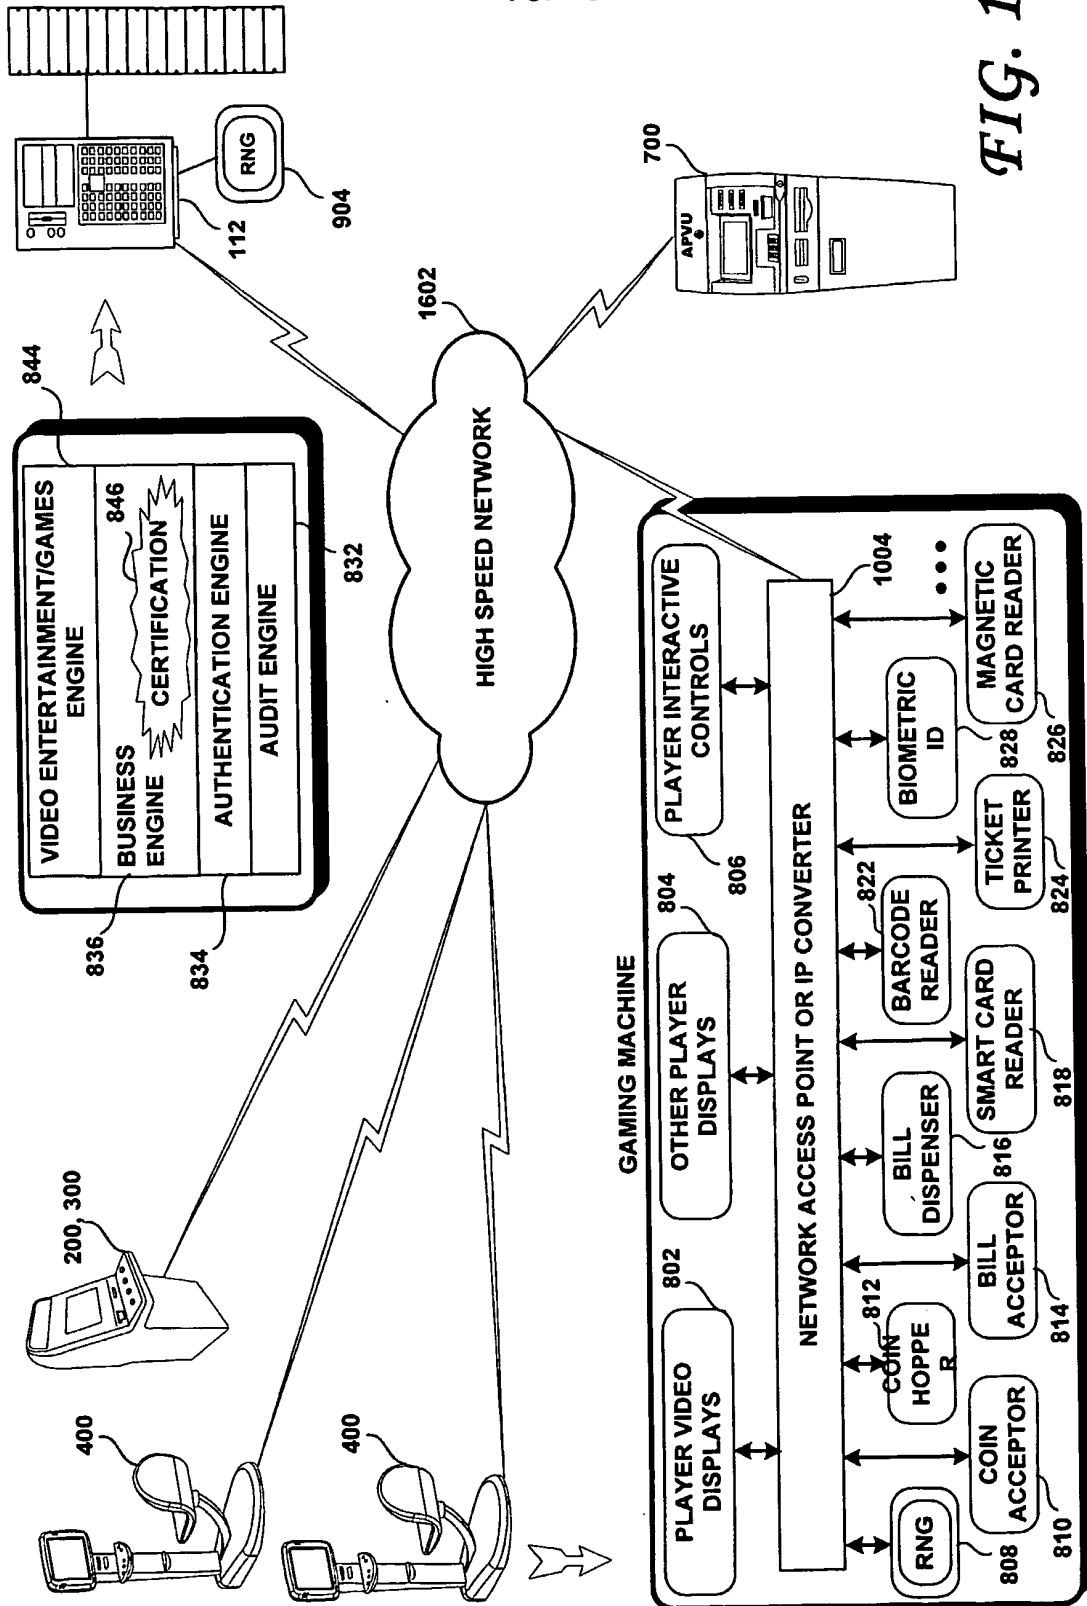 VIDEO ENTERTAINMENT/GAMES
ENGINE
844
BUSINESS
ENGINE
846
CERTIFICATION
AUTHENTICATION ENGINE
AUDIT ENGINE
836
834
832
RNG
904
112
200, 300
400
400
HIGH SPEED NETWORK
1602
APVU
700
GAMING MACHINE
PLAYER VIDEO
DISPLAYS
802
OTHER PLAYER
DISPLAYS
804
PLAYER INTERACTIVE
CONTROLS
806
NETWORK ACCESS POINT OR IP CONVERTER
1004
RNG
808
COIN
ACCEPTOR
810
COIN
HOPPE
R
812
BILL
ACCEPTOR
814
BILL
DISPENSER
816
SMART CARD
READER
818
BARCODE
READER
822
TICKET
PRINTER
824
BIOMETRIC
ID
828
MAGNETIC
CARD READER
826
FIG. 1